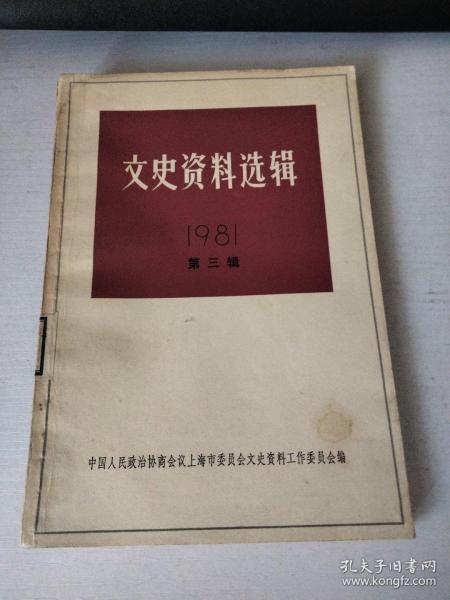 文史资料选辑
1981
第三辑
中国人民政治协商会议上海市委员会文史资料工作委员会编
孔夫子旧书网
www.kongfz.com